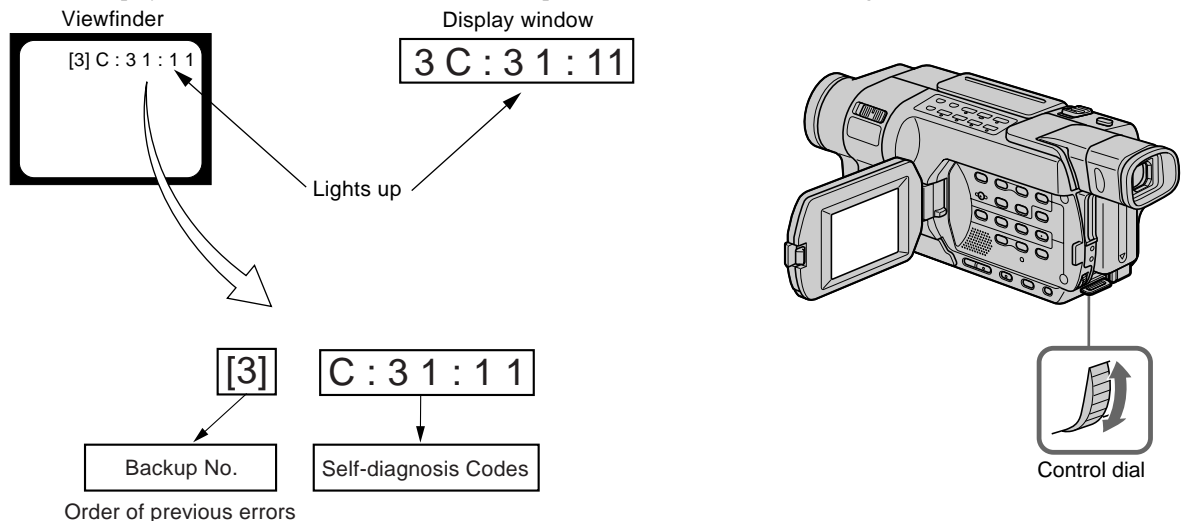 Viewfinder
[3] C : 3 1 : 1 1
Display window
3 C : 3 1 : 11
Lights up
[3]
C : 3 1 : 1 1
Backup No.
Order of previous errors
Self-diagnosis Codes
Control dial